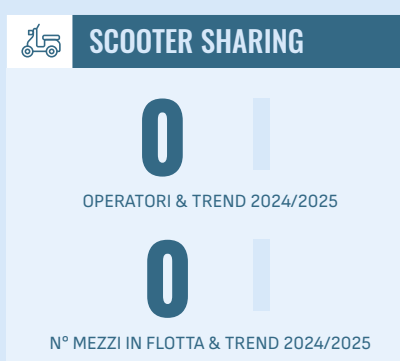 SCOOTER SHARING
0
OPERATORI & TREND 2024/2025
0
N° MEZZI IN FLOTTA & TREND 2024/2025